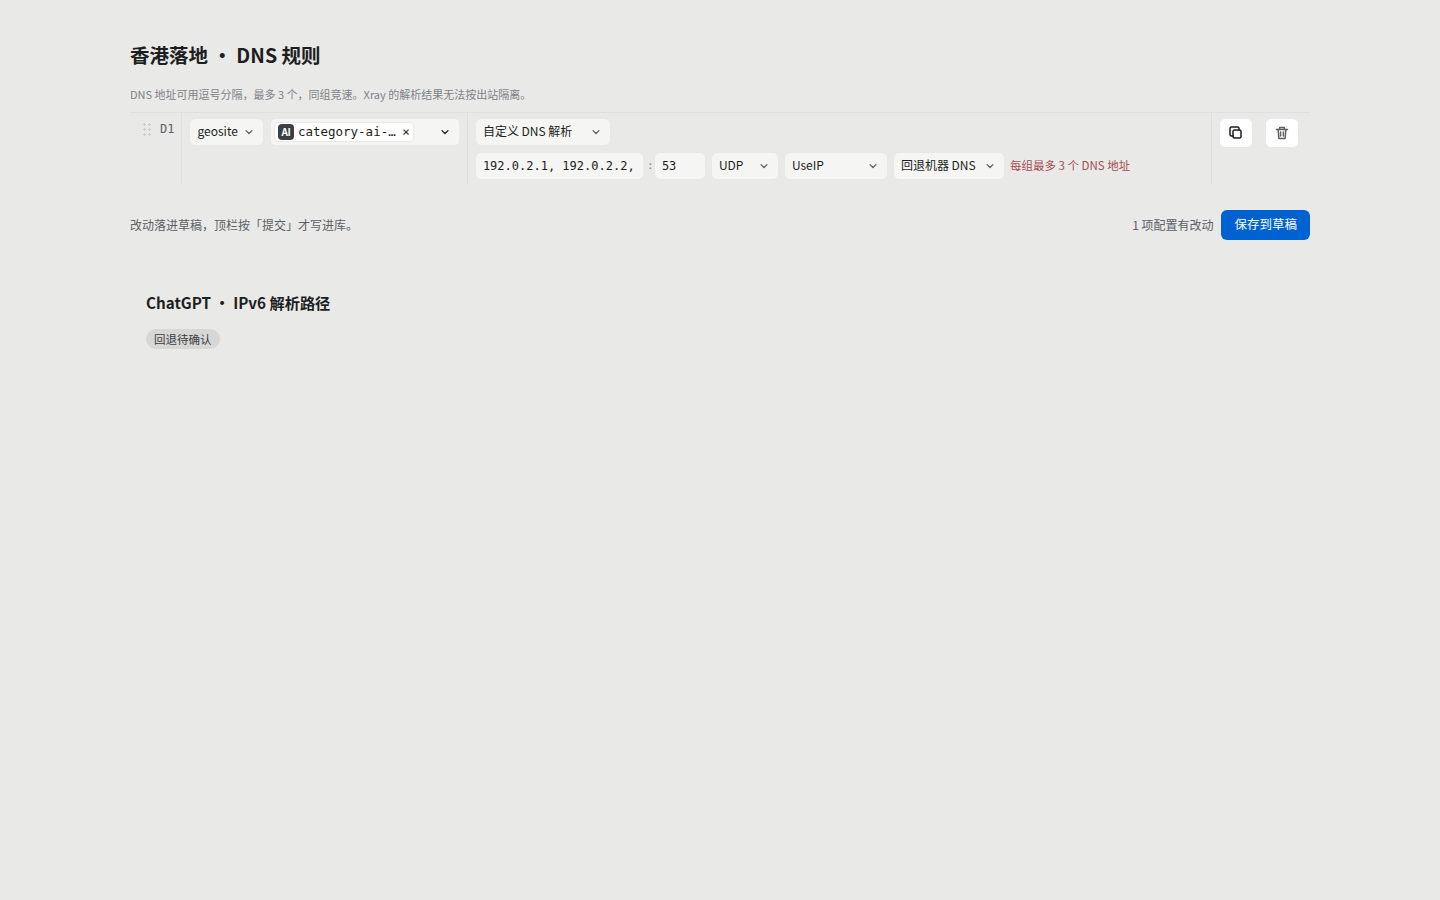 香港落地 · DNS 规则
DNS 地址可用逗号分隔，最多 3 个，同组竞速。Xray 的解析结果无法按出站隔离。
D1 geosite AI category-ai-… × 自定义 DNS 解析
192.0.2.1, 192.0.2.2, : 53 UDP UseIP 回退机器 DNS 每组最多 3 个 DNS 地址
改动落进草稿，顶栏按「提交」才写进库。 1 项配置有改动 保存到草稿
ChatGPT · IPv6 解析路径
回退待确认